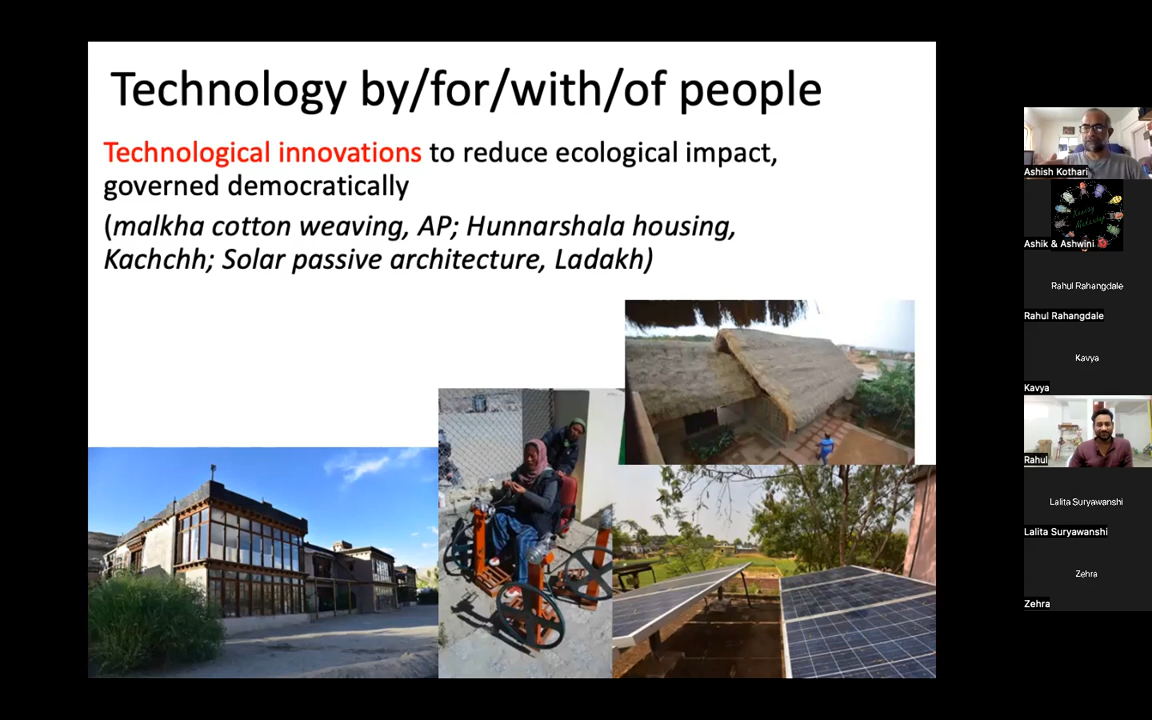 Technology by/for/with/of people
Technological innovations to reduce ecological impact,
governed democratically
(malkha cotton weaving, AP; Hunnarshala housing,
Kachchh; Solar passive architecture, Ladakh)
Ashish Kothari
Ashik & Ashwini
Rahul Rahangdale
Rahul Rahangdale
Kavya
Kavya
Rahul
Lalita Suryawanshi
Lalita Suryawanshi
Zehra
Zehra